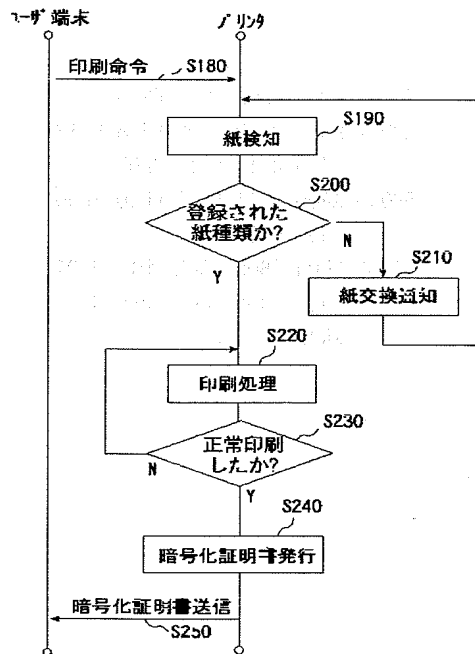 ユーザ端末
プリンタ
印刷命令
S180
S190
紙検知
S200
登録された
紙種類か?
N
Y
S210
紙交換通知
S220
印刷処理
S230
正常印刷
したか?
N
Y
S240
暗号化証明書発行
暗号化証明書送信
S250